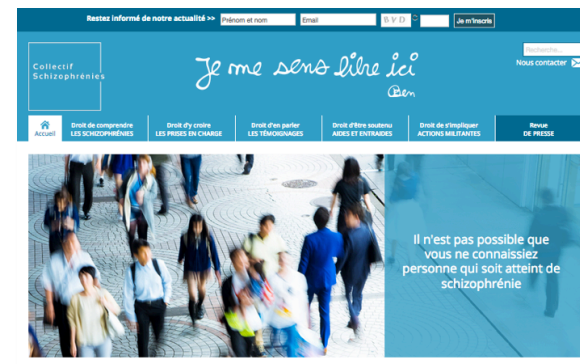 Restez informé de notre actualité >> Prénom et nom Email BVD Je m'inscris
Recherche...
Nous contacter
Collectif
Schizophrénies
Je me sens libre ici
Ben
Accueil
Droit de comprendre
LES SCHIZOPHRÉNIES
Droit d'y croire
LES PRISES EN CHARGE
Droit d'en parler
LES TÉMOIGNAGES
Droit d'être soutenu
AIDES ET ENTRAIDES
Droit de s'impliquer
ACTIONS MILITANTES
Revue
DE PRESSE
Il n'est pas possible que
vous ne connaissiez
personne qui soit atteint de
schizophrénie